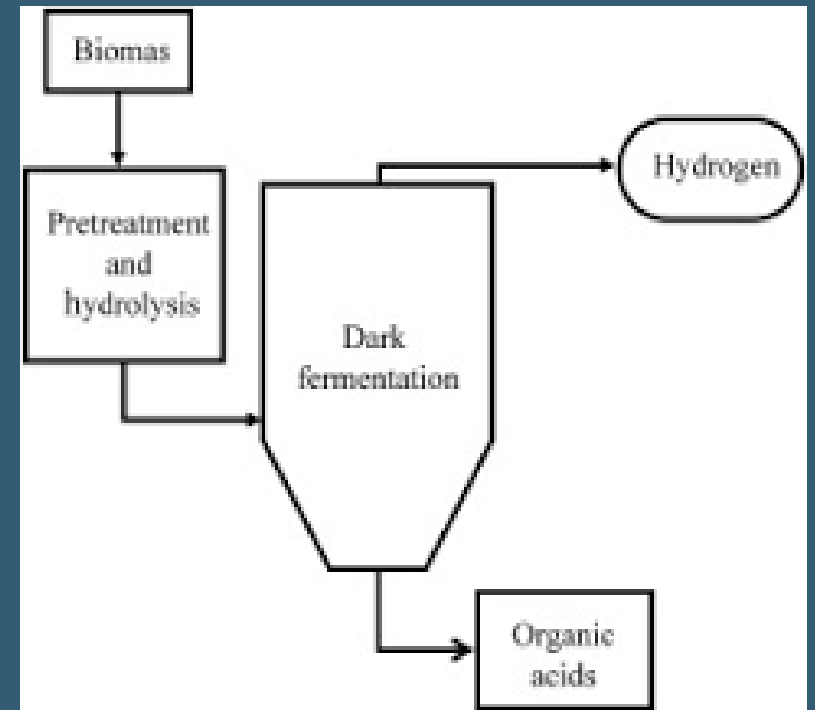 Biomas
Hydrogen
Pretreatment
and
hydrolysis
Dark
fermentation
Organic
acids